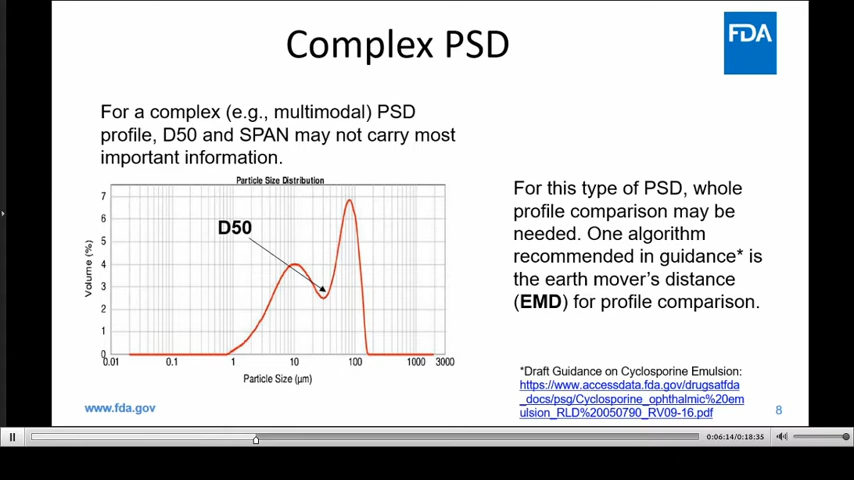 Complex PSD
FDA
For a complex (e.g., multimodal) PSD
profile, D50 and SPAN may not carry most
important information.
Particle Size Distribution
7
6
5
4
3
2
1
0
Volume (%)
D50
0.01 0.1 1 10 100 1000 3000
Particle Size (µm)
For this type of PSD, whole
profile comparison may be
needed. One algorithm
recommended in guidance* is
the earth mover's distance
(EMD) for profile comparison.
*Draft Guidance on Cyclosporine Emulsion:
https://www.accessdata.fda.gov/drugsatfda
_docs/psg/Cyclosporine_ophthalmic%20em
ulsion_RLD%20050790_RV09-16.pdf
www.fda.gov
8
0:06:14/0:18:35